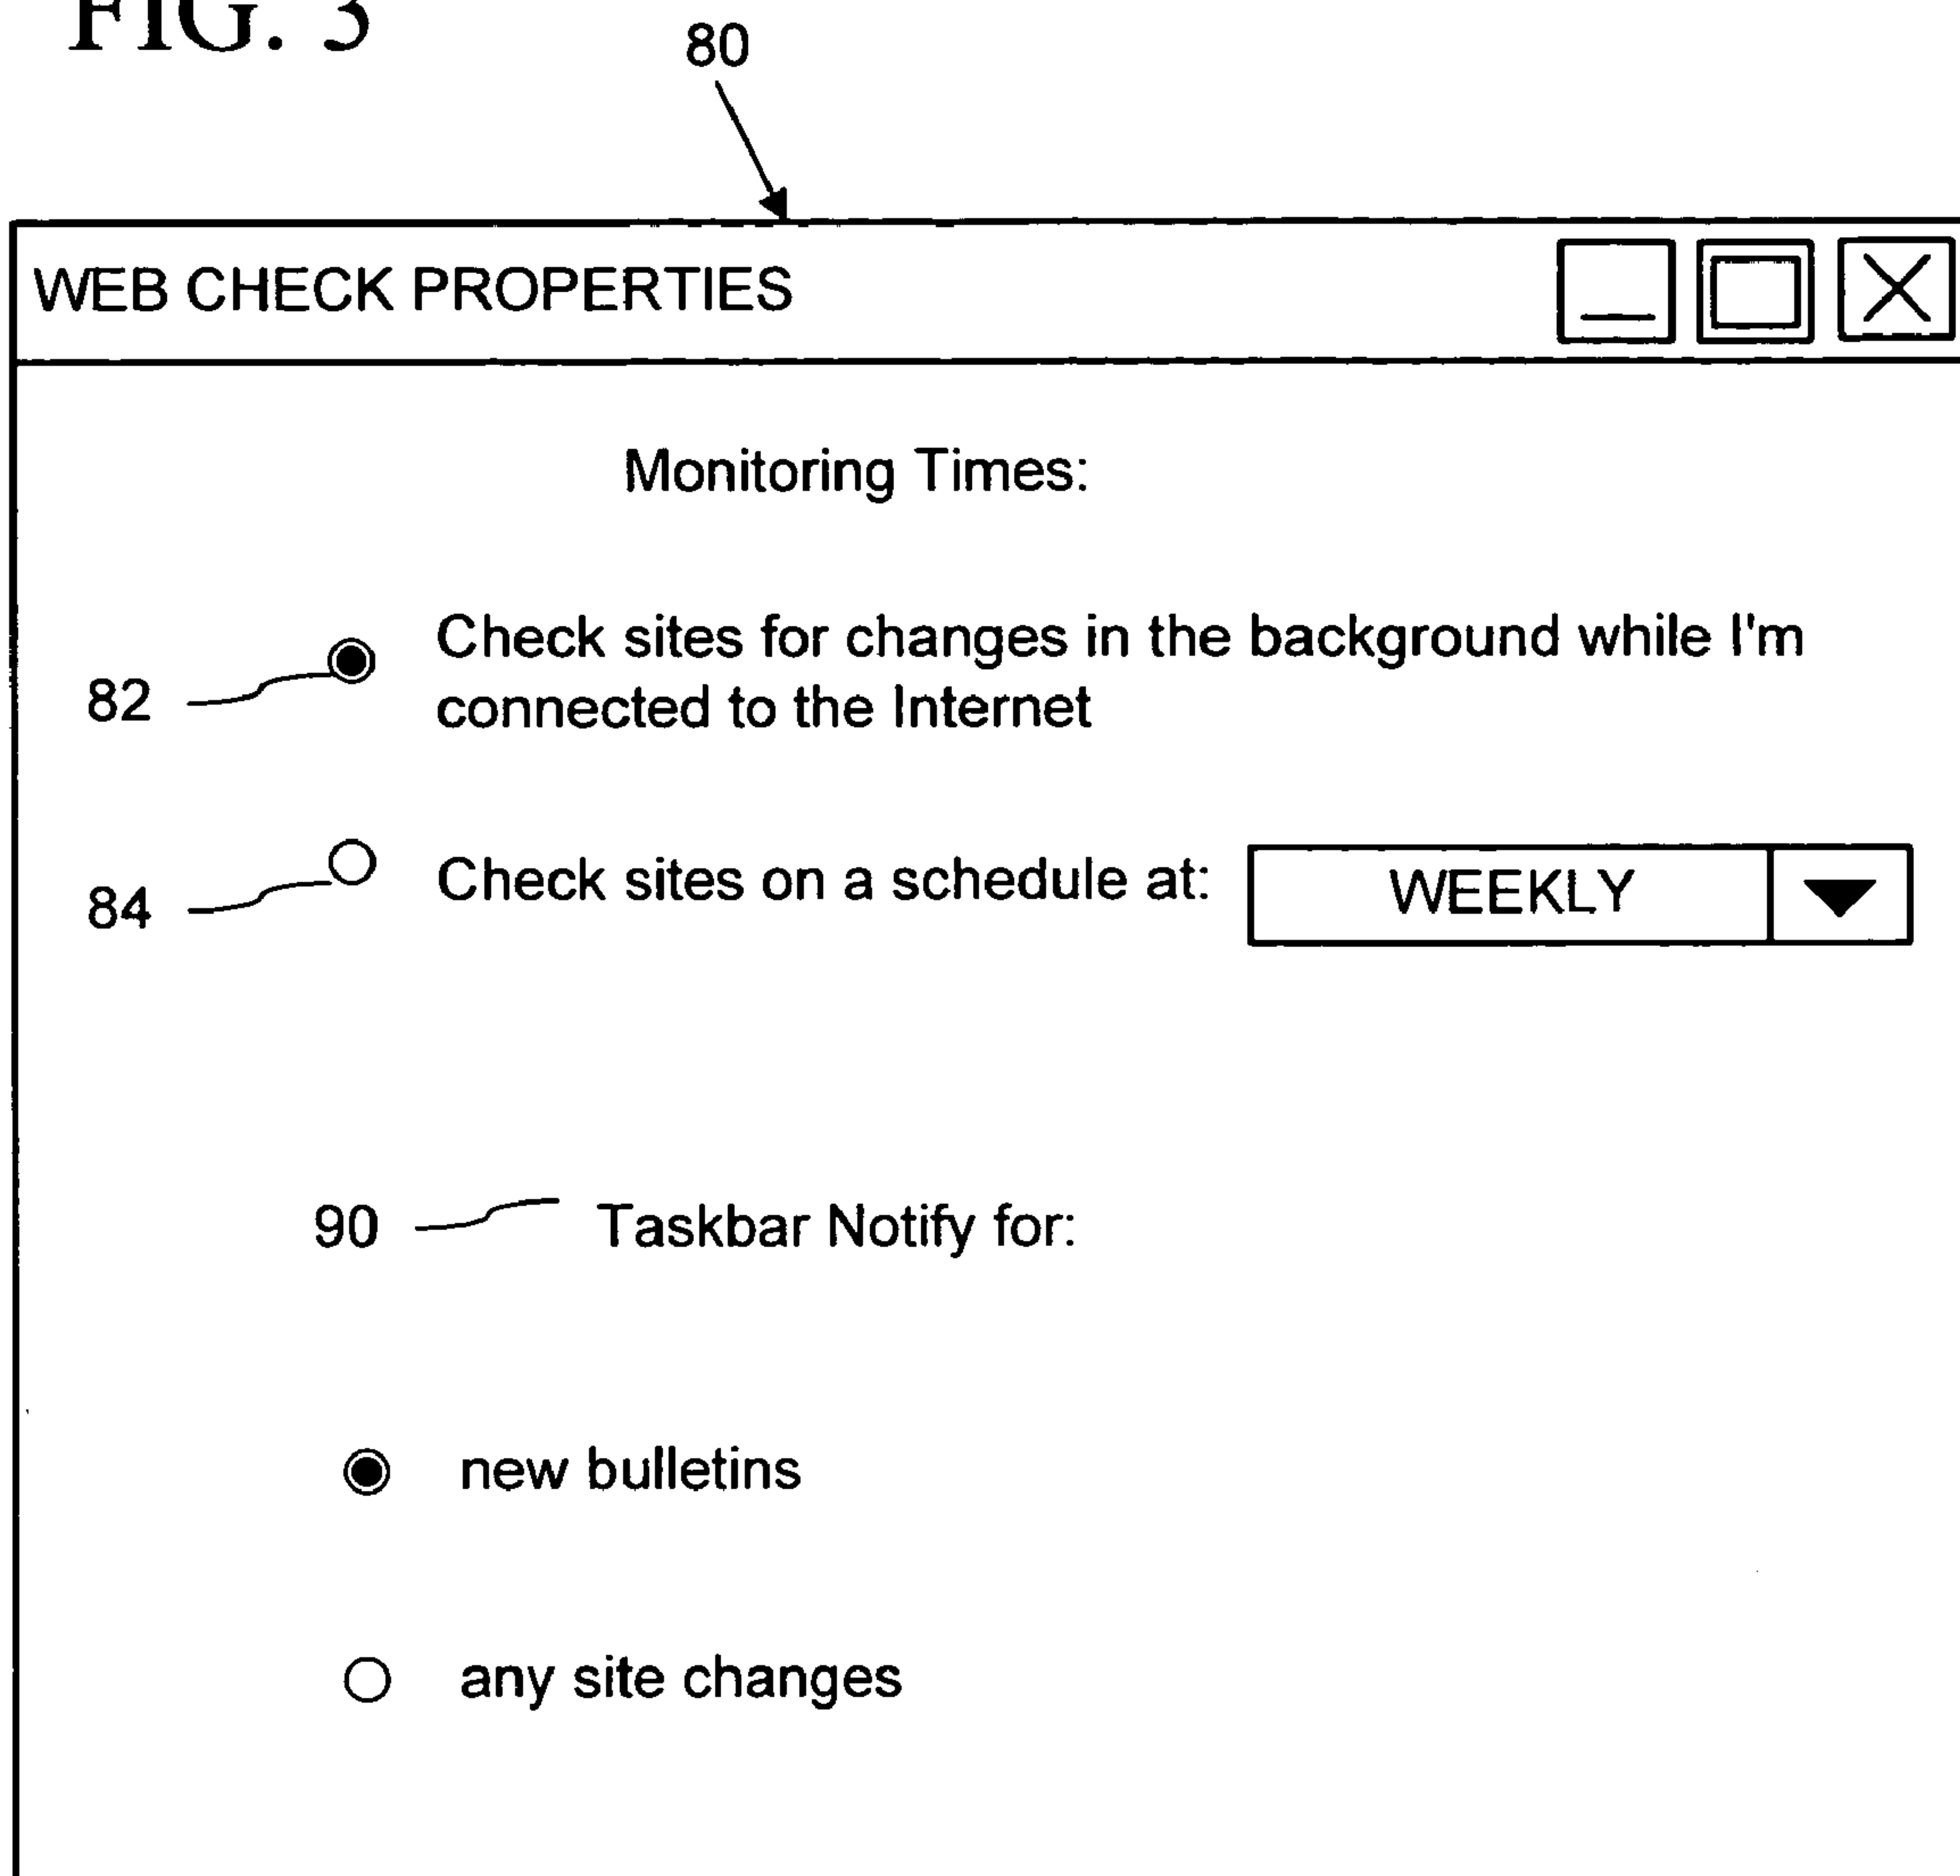 FIG. 3
80
WEB CHECK PROPERTIES
Monitoring Times:
82
Check sites for changes in the background while I'm
connected to the Internet
84
Check sites on a schedule at:
WEEKLY
90
Taskbar Notify for:
new bulletins
any site changes